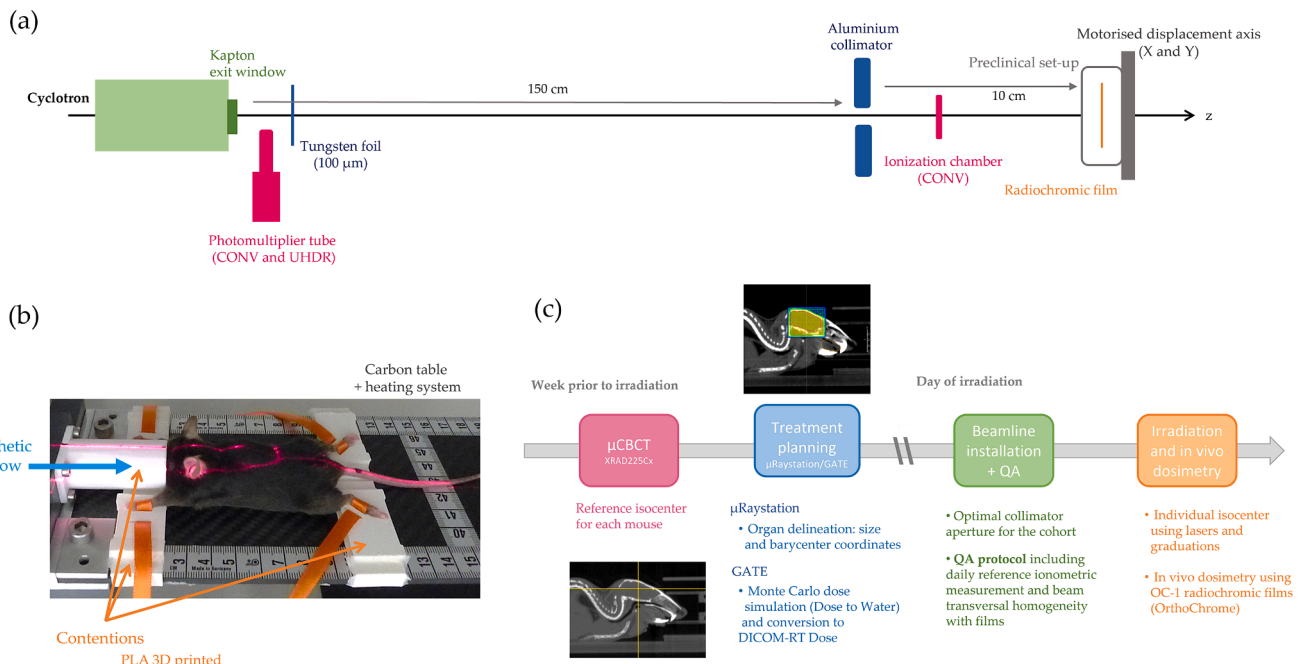 (a)
Aluminium
collimator
Motorised displacement axis
(X and Y)
Kapton
exit window
Preclinical set-up
Cyclotron
150 cm
10 cm
z
Tungsten foil
(100 µm)
Ionization chamber
(CONV)
Radiochromic film
Photomultiplier tube
(CONV and UHDR)
(b)
Carbon table
+ heating system
hetic
ow
Contentions
PLA 3D printed
(c)
Week prior to irradiation
Day of irradiation
µCBCT
XRAD225Cx
Treatment
planning
µRaystation/GATE
Beamline
installation
+ QA
Irradiation
and in vivo
dosimetry
Reference isocenter
for each mouse
µRaystation
• Organ delineation: size
and barycenter coordinates
GATE
• Monte Carlo dose
simulation (Dose to Water)
and conversion to
DICOM-RT Dose
• Optimal collimator
aperture for the cohort
• QA protocol including
daily reference ionometric
measurement and beam
transversal homogeneity
with films
• Individual isocenter
using lasers and
graduations
• In vivo dosimetry using
OC-1 radiochromic films
(OrthoChrome)